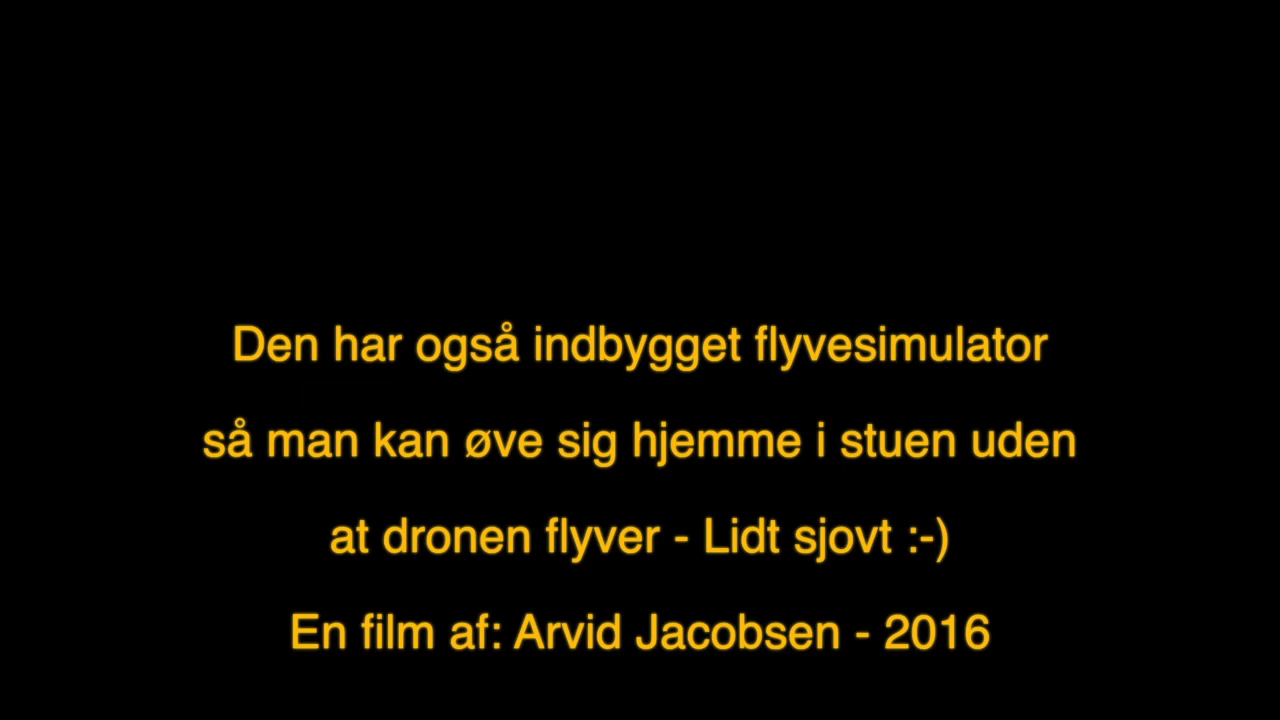 Den har også indbygget flyvesimulator
så man kan øve sig hjemme i stuen uden
at dronen flyver - Lidt sjovt :-)
En film af: Arvid Jacobsen - 2016